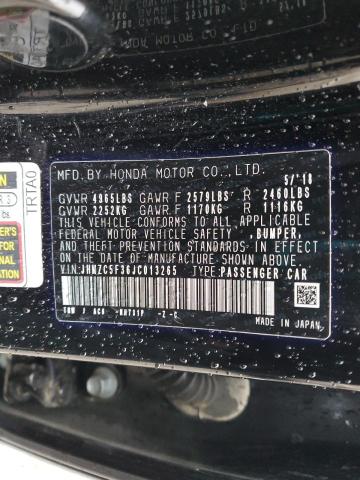 MFD. BY HONDA MOTOR CO.,LTD. 5/'18
GVWR 4965LBS GAWR F 2579LBS R 2460LBS
GVWR 2252KG GAWR F 1170KG R 1116KG
THIS VEHICLE CONFORMS TO ALL APPLICABLE
FEDERAL MOTOR VEHICLE SAFETY , BUMPER,
AND THEFT PREVENTION STANDARDS IN EFFECT
ON THE DATE OF MANUFACTURE SHOWN ABOVE.
VIN:JHMZC5F36JC013265 TYPE:PASSENGER CAR
-Z-C
MADE IN JAPAN
TRTA0